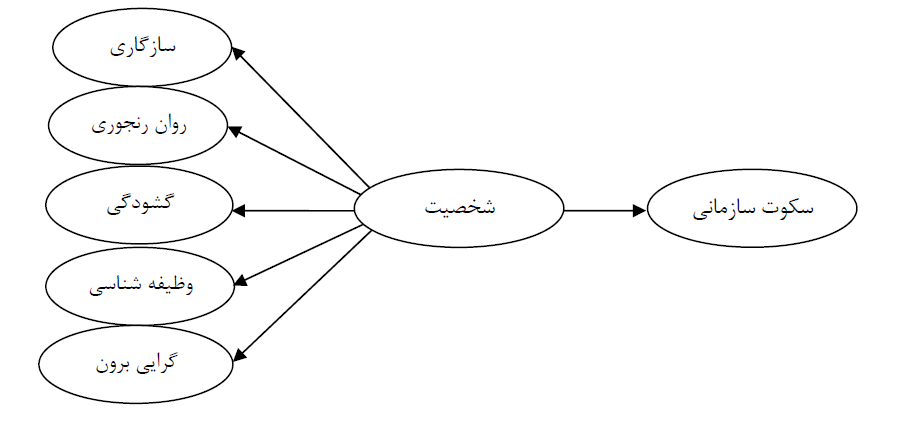 سازگاری
روان رنجوری
گشودگی
وظیفه شناسی
گرایی برون
شخصیت
سکوت سازمانی